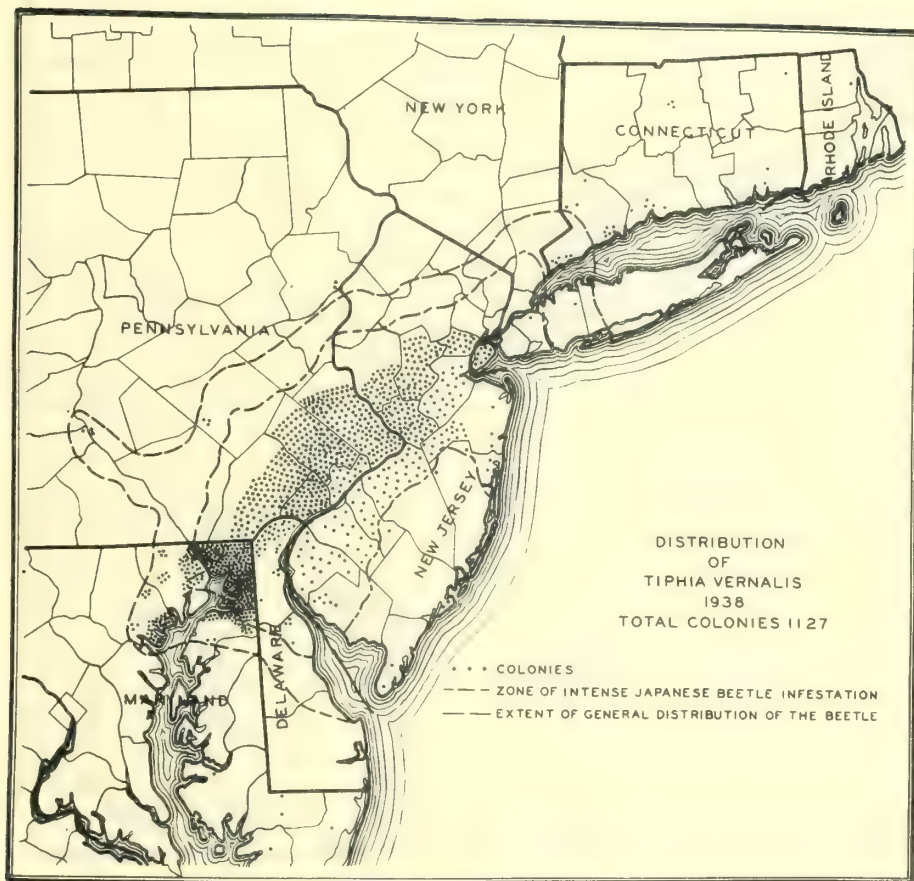 NEW YORK
CONNECTICUT
RHODE ISLAND
PENNSYLVANIA
NEW JERSEY
DELAWARE
MARYLAND
DISTRIBUTION
OF
TIPHIA VERNALIS
1938
TOTAL COLONIES 1127
COLONIES
ZONE OF INTENSE JAPANESE BEETLE INFESTATION
EXTENT OF GENERAL DISTRIBUTION OF THE BEETLE